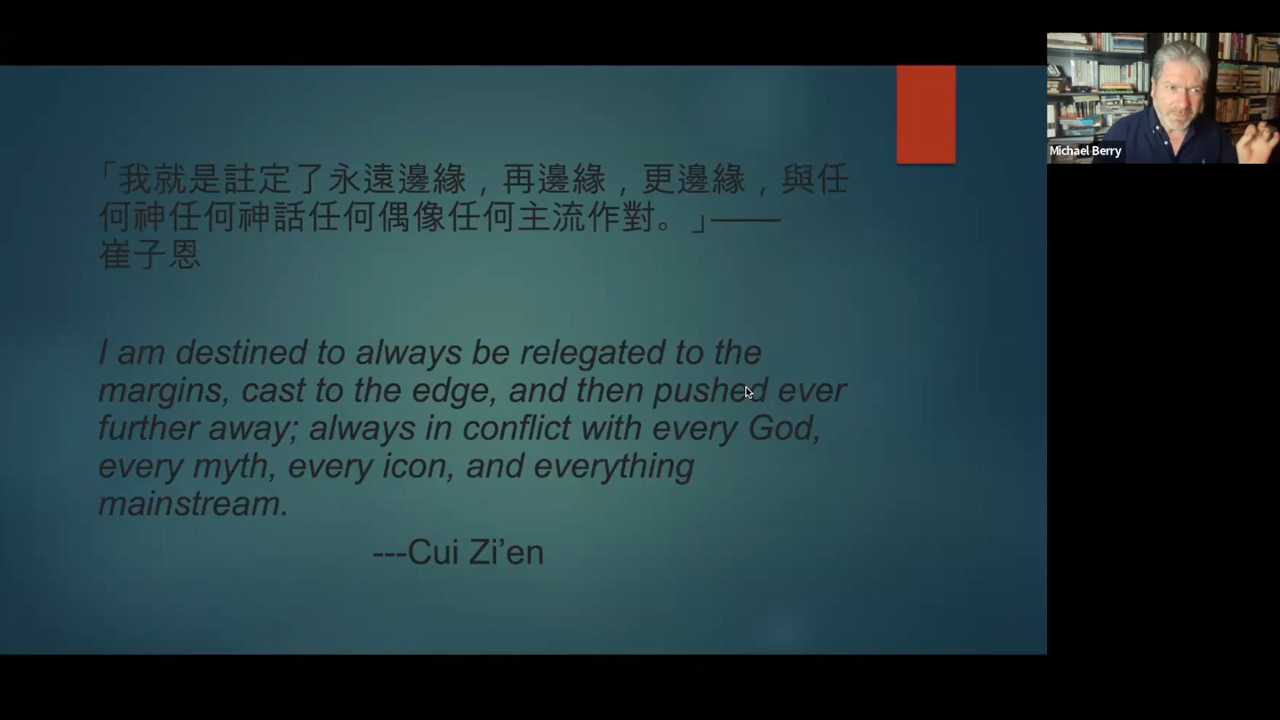 「我就是註定了永遠邊緣，再邊緣，更邊緣，與任
何神任何神話任何偶像任何主流作對。」——
崔子恩
I am destined to always be relegated to the
margins, cast to the edge, and then pushed ever
further away; always in conflict with every God,
every myth, every icon, and everything
mainstream.
---Cui Zi’en
Michael Berry